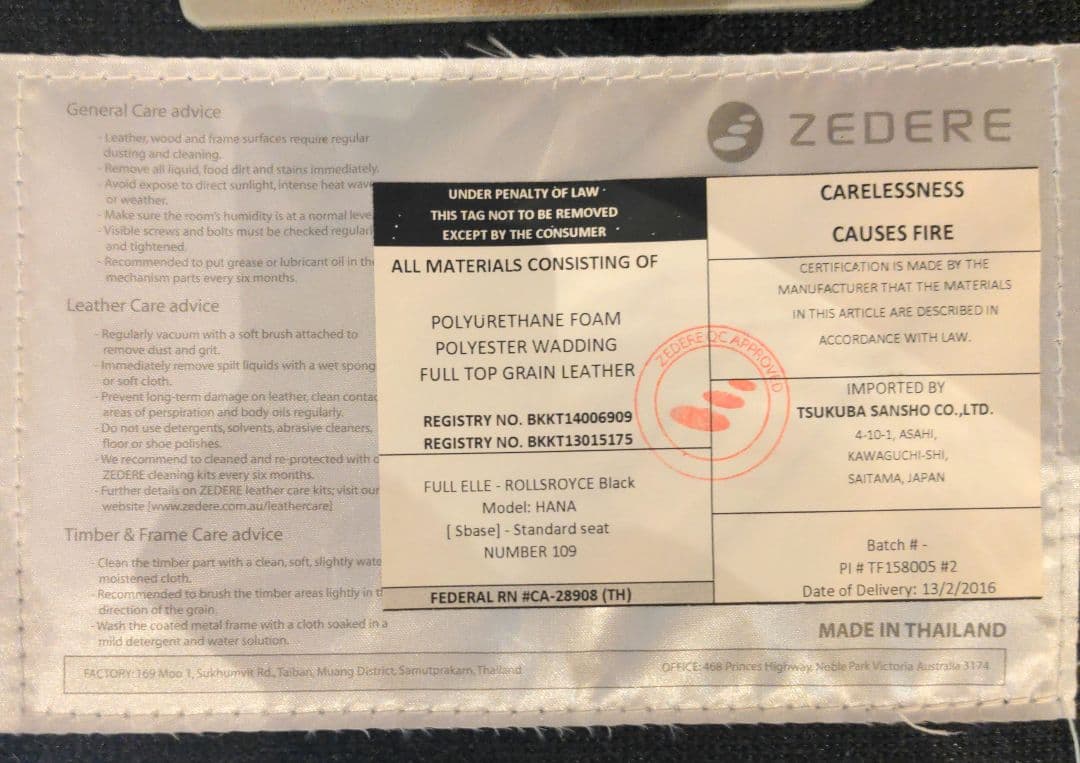 General Care advice
- Leather, wood and frame surfaces require regular
dusting and cleaning.
- Remove all liquid, food dirt and stains immediately.
- Avoid expose to direct sunlight, intense heat wave
or weather.
- Make sure the room's humidity is at a normal
- Visible screws and bolts must be checked
and tightened.
- Recommended to put grease or lubricant oil in
mechanism parts every six months.
Leather Care advice
- Regularly vacuum with a soft brush attached to
remove dust and grit.
- Immediately remove spilt liquids with a wet
or soft cloth.
- Prevent long-term damage on leather, clean
areas of perspiration and body oils regularly.
- Do not use detergents, solvents, abrasive cleaners,
floor or shoe polishes.
- We recommend to cleaned and re-protected with
ZEDERE cleaning kits every six months.
- Further details on ZEDERE leather care kits; visit our
website [www.zedere.com.au/leathercare]
Timber & Frame Care advice
- Clean the timber part with a clean, soft, slightly
moistened cloth.
- Recommended to brush the timber areas lightly in
direction of the grain.
- Wash the coated metal frame with a cloth soaked in a
mild detergent and water solution.
ZEDERE
UNDER PENALTY OF LAW
THIS TAG NOT TO BE REMOVED
EXCEPT BY THE CONSUMER
ALL MATERIALS CONSISTING OF
POLYURETHANE FOAM
POLYESTER WADDING
FULL TOP GRAIN LEATHER
REGISTRY NO. BKKT14006909
REGISTRY NO. BKKT13015175
FULL ELLE - ROLLSROYCE Black
Model: HANA
[ Sbase] - Standard seat
NUMBER 109
FEDERAL RN #CA-28908 (TH)
ZEDERE QC APPROVED
CARELESSNESS
CAUSES FIRE
CERTIFICATION IS MADE BY THE
MANUFACTURER THAT THE MATERIALS
IN THIS ARTICLE ARE DESCRIBED IN
ACCORDANCE WITH LAW.
IMPORTED BY
TSUKUBA SANSHO CO.,LTD.
4-10-1, ASAHI,
KAWAGUCHI-SHI,
SAITAMA, JAPAN
Batch # -
PI # TF158005 #2
Date of Delivery: 13/2/2016
MADE IN THAILAND
FACTORY: 169 Moo 1, Sukhumvit Rd., Taiban, Muang District, Samutprakarn, Thailand
OFFICE: 468 Princes Highway, Noble Park Victoria Australia 3174